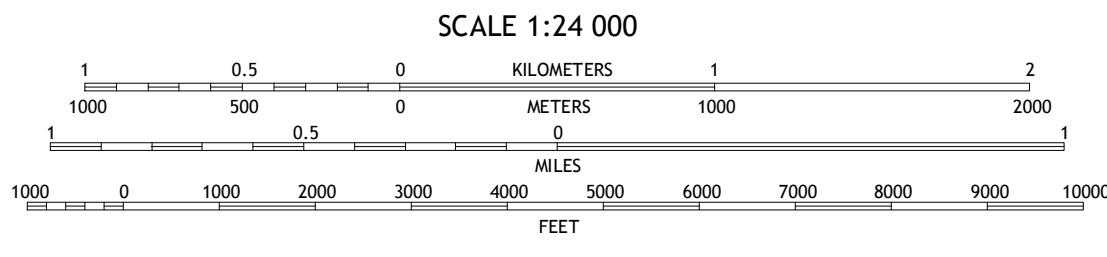 SCALE 1:24 000
1 0.5 0 KILOMETERS 1 2
1000 500 0 METERS 1000 2000
1 0.5 0 1
MILES
1000 0 1000 2000 3000 4000 5000 6000 7000 8000 9000 10000
FEET